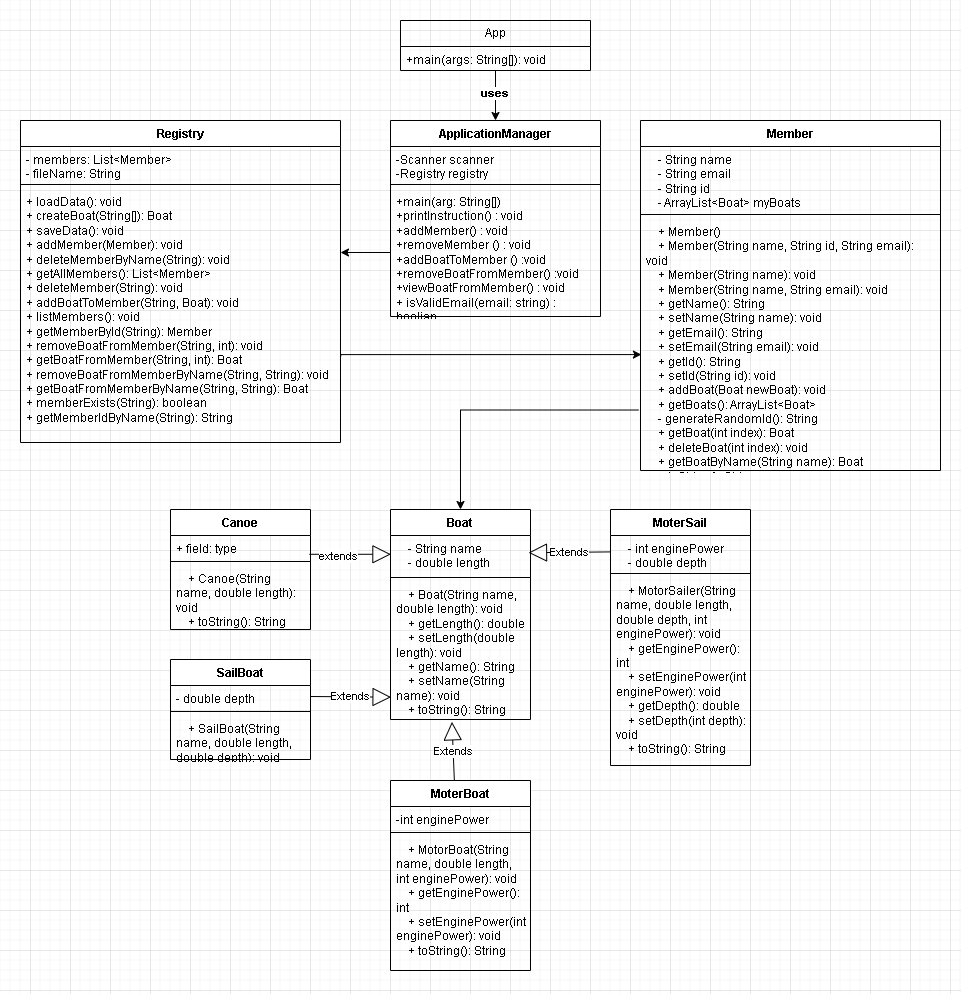 App
+main(args: String[]): void
uses
Registry
- members: List<Member>
- fileName: String
+ loadData(): void
+ createBoat(String[]): Boat
+ saveData(): void
+ addMember(Member): void
+ deleteMemberByName(String): void
+ getAllMembers(): List<Member>
+ deleteMember(String): void
+ addBoatToMember(String, Boat): void
+ listMembers(): void
+ getMemberById(String): Member
+ removeBoatFromMember(String, int): void
+ getBoatFromMember(String, int): Boat
+ removeBoatFromMemberByName(String, String): void
+ getBoatFromMemberByName(String, String): Boat
+ memberExists(String): boolean
+ getMemberIdByName(String): String
ApplicationManager
-Scanner scanner
-Registry registry
+main(arg: String[])
+printInstruction() : void
+addMember() : void
+removeMember () : void
+addBoatToMember () :void
+removeBoatFromMember() :void
+viewBoatFromMember() : void
+ isValidEmail(email: string) :
boolian
Member
- String name
- String email
- String id
- ArrayList<Boat> myBoats
+ Member()
+ Member(String name, String id, String email):
void
+ Member(String name): void
+ Member(String name, String email): void
+ getName(): String
+ setName(String name): void
+ getEmail(): String
+ setEmail(String email): void
+ getId(): String
+ setId(String id): void
+ addBoat(Boat newBoat): void
+ getBoats(): ArrayList<Boat>
- generateRandomId(): String
+ getBoat(int index): Boat
+ deleteBoat(int index): void
+ getBoatByName(String name): Boat
Canoe
+ field: type
+ Canoe(String
name, double length):
void
+ toString(): String
extends
Boat
- String name
- double length
+ Boat(String name,
double length): void
+ getLength(): double
+ setLength(double
length): void
+ getName(): String
+ setName(String
name): void
+ toString(): String
Extends
MoterSail
- int enginePower
- double depth
+ MotorSailer(String
name, double length,
double depth, int
enginePower): void
+ getEnginePower():
int
+ setEnginePower(int
enginePower): void
+ getDepth(): double
+ setDepth(int depth):
void
+ toString(): String
SailBoat
- double depth
+ SailBoat(String
name, double length,
double depth): void
Extends
Extends
MoterBoat
-int enginePower
+ MotorBoat(String
name, double length,
int enginePower): void
+ getEnginePower():
int
+ setEnginePower(int
enginePower): void
+ toString(): String